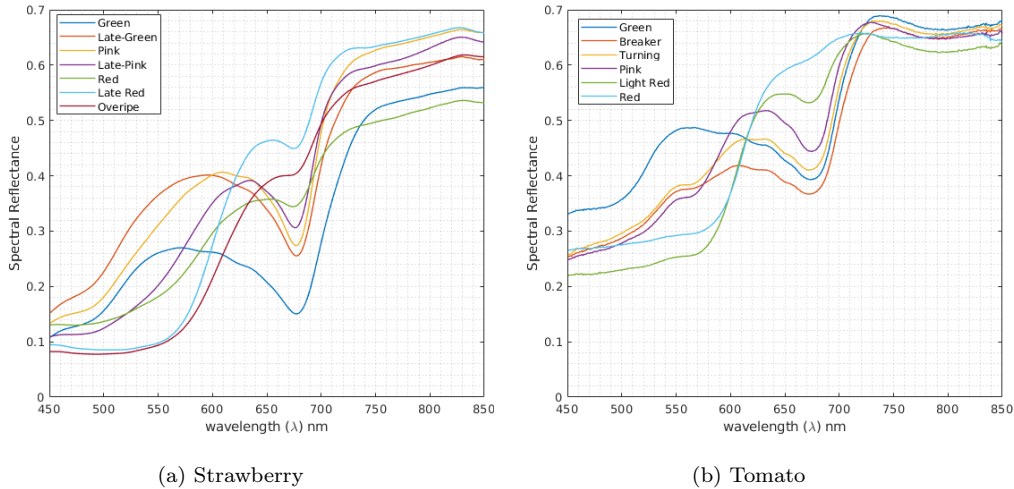 0.7
0.6
0.5
0.4
0.3
0.2
0.1
0
Spectral Reflectance
Green
Late-Green
Pink
Late-Pink
Red
Late Red
Overipe
450 500 550 600 650 700 750 800 850
wavelength (λ) nm
(a) Strawberry
0.7
0.6
0.5
0.4
0.3
0.2
0.1
0
Spectral Reflectance
Green
Breaker
Turning
Pink
Light Red
Red
450 500 550 600 650 700 750 800 850
wavelength (λ) nm
(b) Tomato